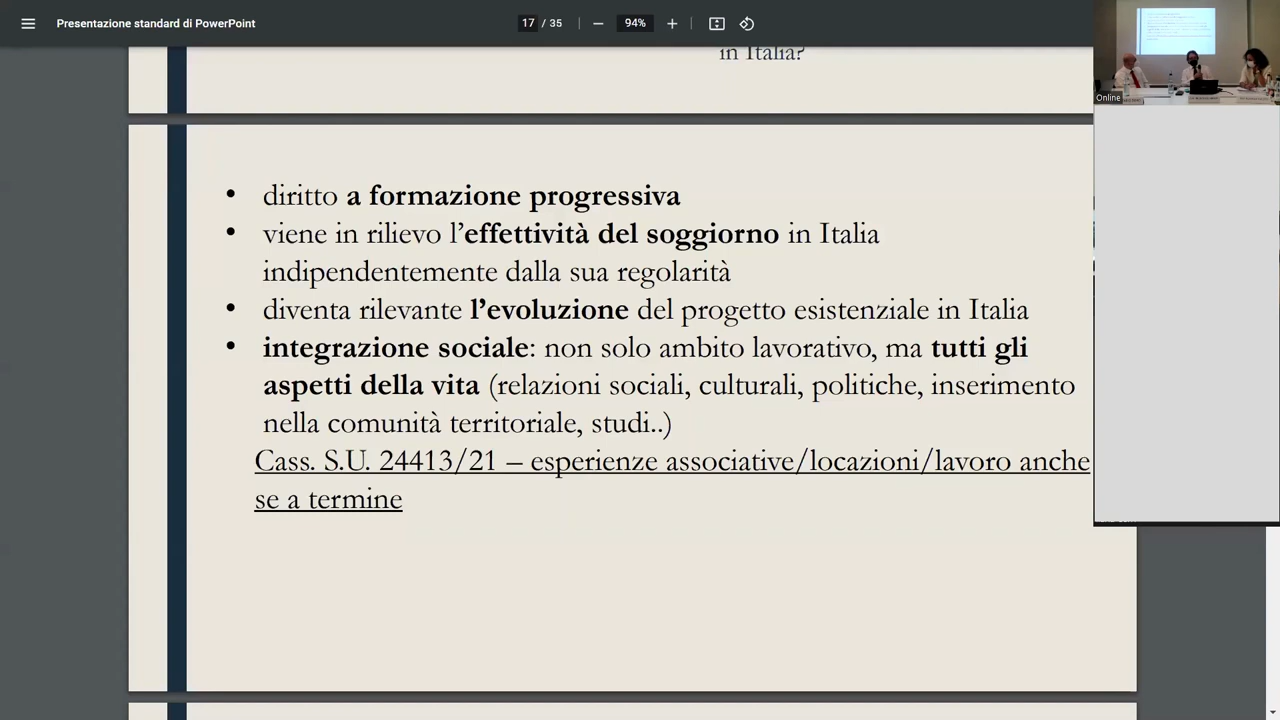 Presentazione standard di PowerPoint
17 / 35
94%
in Italia?
Online
• diritto a formazione progressiva
• viene in rilievo l’effettività del soggiorno in Italia
indipendentemente dalla sua regolarità
• diventa rilevante l’evoluzione del progetto esistenziale in Italia
• integrazione sociale: non solo ambito lavorativo, ma tutti gli
aspetti della vita (relazioni sociali, culturali, politiche, inserimento
nella comunità territoriale, studi..)
Cass. S.U. 24413/21 – esperienze associative/locazioni/lavoro anche
se a termine